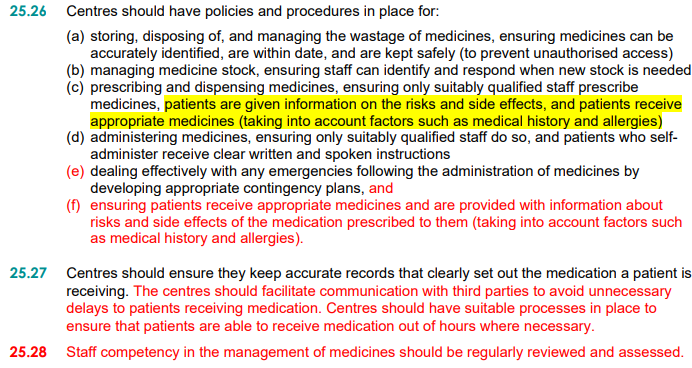 25.26 Centres should have policies and procedures in place for:
(a) storing, disposing of, and managing the wastage of medicines, ensuring medicines can be
accurately identified, are within date, and are kept safely (to prevent unauthorised access)
(b) managing medicine stock, ensuring staff can identify and respond when new stock is needed
(c) prescribing and dispensing medicines, ensuring only suitably qualified staff prescribe
medicines, patients are given information on the risks and side effects, and patients receive
appropriate medicines (taking into account factors such as medical history and allergies)
(d) administering medicines, ensuring only suitably qualified staff do so, and patients who self-
administer receive clear written and spoken instructions
(e) dealing effectively with any emergencies following the administration of medicines by
developing appropriate contingency plans, and
(f) ensuring patients receive appropriate medicines and are provided with information about
risks and side effects of the medication prescribed to them (taking into account factors such
as medical history and allergies).
25.27 Centres should ensure they keep accurate records that clearly set out the medication a patient is
receiving. The centres should facilitate communication with third parties to avoid unnecessary
delays to patients receiving medication. Centres should have suitable processes in place to
ensure that patients are able to receive medication out of hours where necessary.
25.28 Staff competency in the management of medicines should be regularly reviewed and assessed.